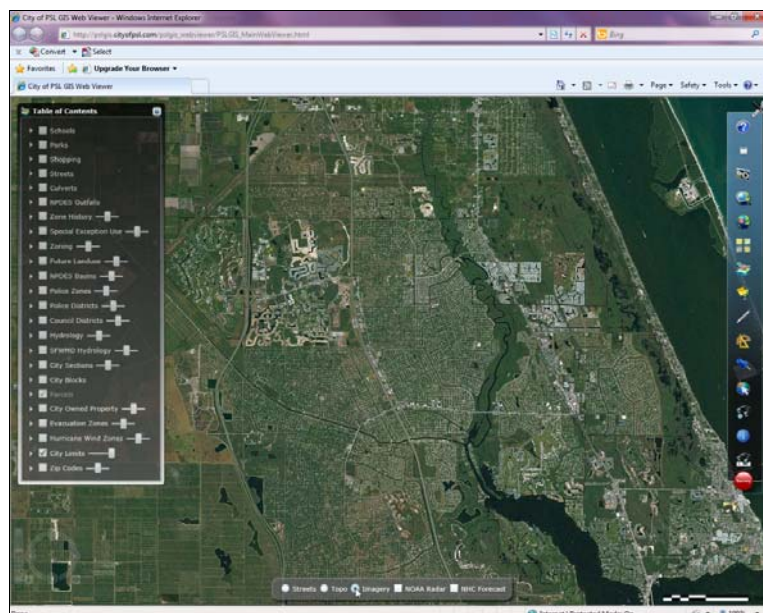 City of PSL GIS Web Viewer - Windows Internet Explorer
http://pslgis.cityofpsl.com/pslgis_webviewer/PSLGIS_MainWebViewer.html
Bing
x Convert Select
Favorites Upgrade Your Browser
City of PSL GIS Web Viewer
Page Safety Tools
Table of Contents
Schools
Parks
Shopping
Streets
Culverts
NPDES Outfalls
Zone History
Special Exception Use
Zoning
Future Landuse
NPDES Basins
Police Zones
Police Districts
Council Districts
Hydrology
SFWMD Hydrology
City Sections
City Blocks
Parcels
City Owned Property
Evacuation Zones
Hurricane Wind Zones
City Limits
Zip Codes
Streets Topo Imagery NOAA Radar NHC Forecast